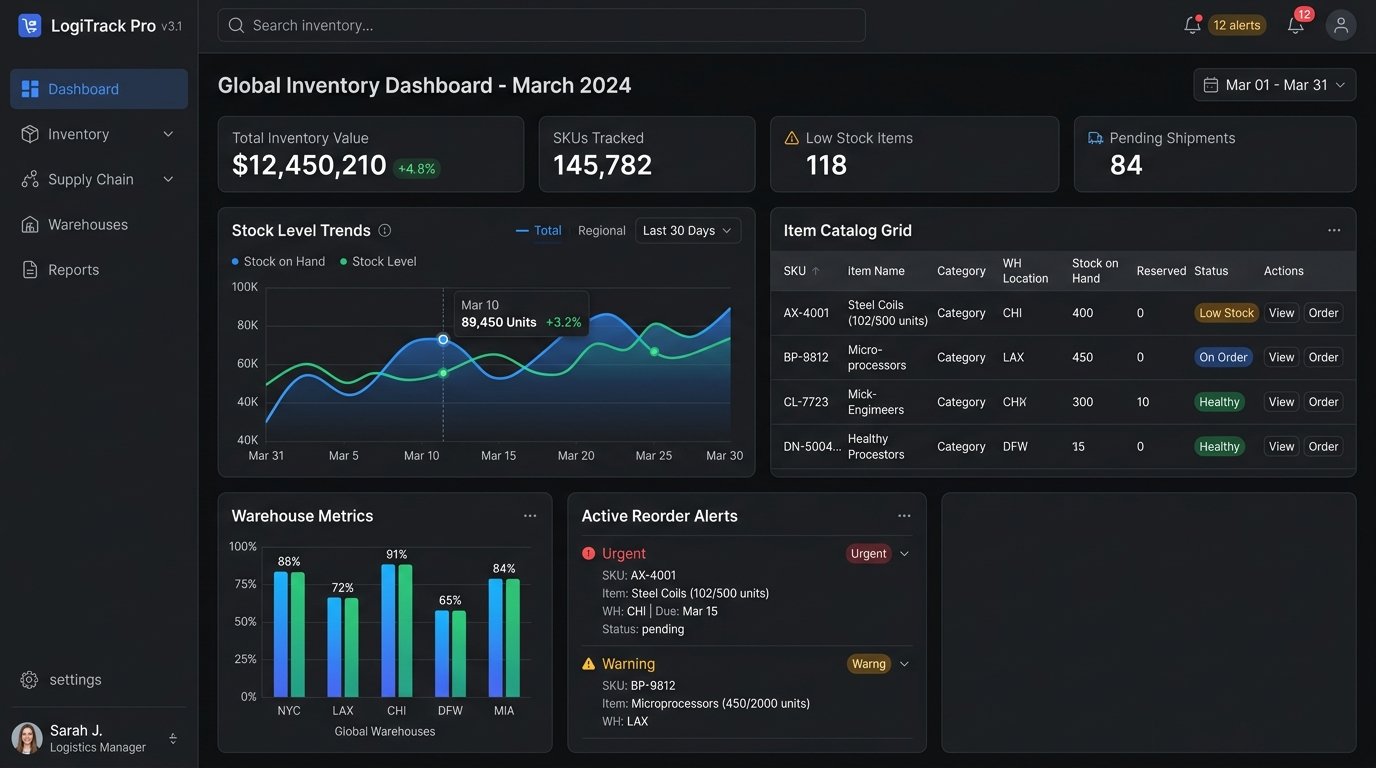 LogiTrack Pro v3.1
Search inventory...
12 alerts
12
Dashboard
Inventory
Supply Chain
Warehouses
Reports
settings
Sarah J.
Logistics Manager
Global Inventory Dashboard - March 2024
Mar 01 - Mar 31
Total Inventory Value
$12,450,210 +4.8%
SKUs Tracked
145,782
Low Stock Items
118
Pending Shipments
84
Stock Level Trends
Total
Regional
Last 30 Days
Stock on Hand
Stock Level
100K
80K
60K
40K
40K
Mar 10
89,450 Units +3.2%
Mar 31
Mar 5
Mar 10
Mar 15
Mar 20
Mar 25
Mar 30
Item Catalog Grid
SKU ↑
item Name
Category
WH
Location
Stock on
Hand
Reserved
Status
Actions
AX-4001
Steel Coils
(102/500 units)
Category
CHI
400
0
Low Stock
View
Order
BP-9812
Micro-
processors
Category
LAX
450
0
On Order
View
Order
CL-7723
Mick-
Engimeers
Category
300
10
Healthy
View
Order
DN-5004...
Healthy
Procestors
Category
DFW
15
0
Healthy
View
Order
Warehouse Metrics
100%
75%
50%
25%
0%
88%
72%
91%
65%
84%
NYC
LAX
CHI
DFW
MIA
Global Warehouses
Active Reorder Alerts
Urgent
Urgent
SKU: AX-4001
Item: Steel Coils (102/500 units)
WH: CHI | Due: Mar 15
Status: pending
Warning
Warng
SKU: BP-9812
Item: Microprocessors (450/2000 units)
WH: LAX